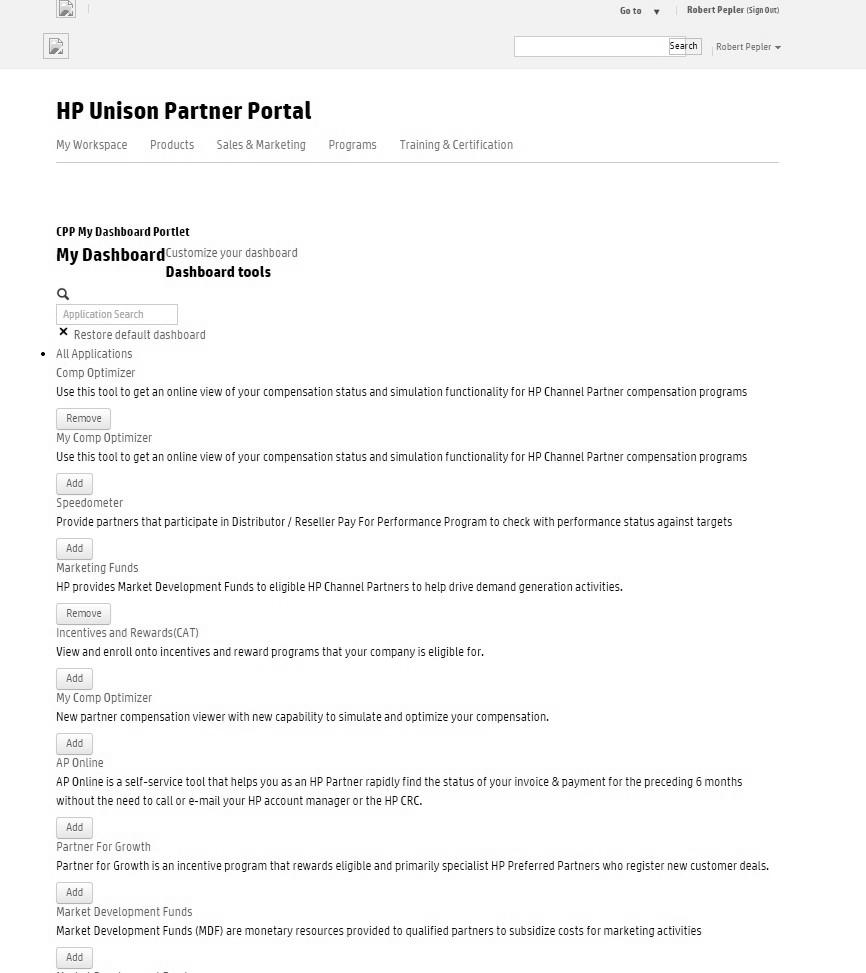 Go to ▼ Robert Pepler (Sign Out)
Search Robert Pepler
HP Unison Partner Portal
My Workspace Products Sales & Marketing Programs Training & Certification
CPP My Dashboard Portlet
My Dashboard Customize your dashboard
Dashboard tools
Application Search
✕ Restore default dashboard
• All Applications
Comp Optimizer
Use this tool to get an online view of your compensation status and simulation functionality for HP Channel Partner compensation programs
Remove
My Comp Optimizer
Use this tool to get an online view of your compensation status and simulation functionality for HP Channel Partner compensation programs
Add
Speedometer
Provide partners that participate in Distributor / Reseller Pay For Performance Program to check with performance status against targets
Add
Marketing Funds
HP provides Market Development Funds to eligible HP Channel Partners to help drive demand generation activities.
Remove
Incentives and Rewards(CAT)
View and enroll onto incentives and reward programs that your company is eligible for.
Add
My Comp Optimizer
New partner compensation viewer with new capability to simulate and optimize your compensation.
Add
AP Online
AP Online is a self-service tool that helps you as an HP Partner rapidly find the status of your invoice & payment for the preceding 6 months
without the need to call or e-mail your HP account manager or the HP CRC.
Add
Partner For Growth
Partner for Growth is an incentive program that rewards eligible and primarily specialist HP Preferred Partners who register new customer deals.
Add
Market Development Funds
Market Development Funds (MDF) are monetary resources provided to qualified partners to subsidize costs for marketing activities
Add